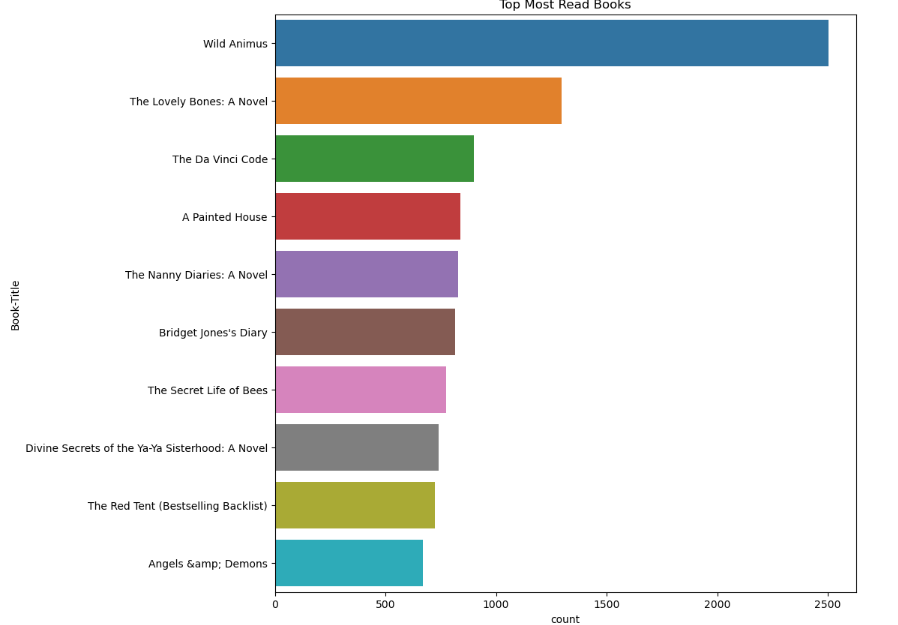 Top Most Read Books
Wild Animus
The Lovely Bones: A Novel
The Da Vinci Code
A Painted House
The Nanny Diaries: A Novel
Bridget Jones's Diary
The Secret Life of Bees
Divine Secrets of the Ya-Ya Sisterhood: A Novel
The Red Tent (Bestselling Backlist)
Angels &amp; Demons
Book-Title
0 500 1000 1500 2000 2500
count